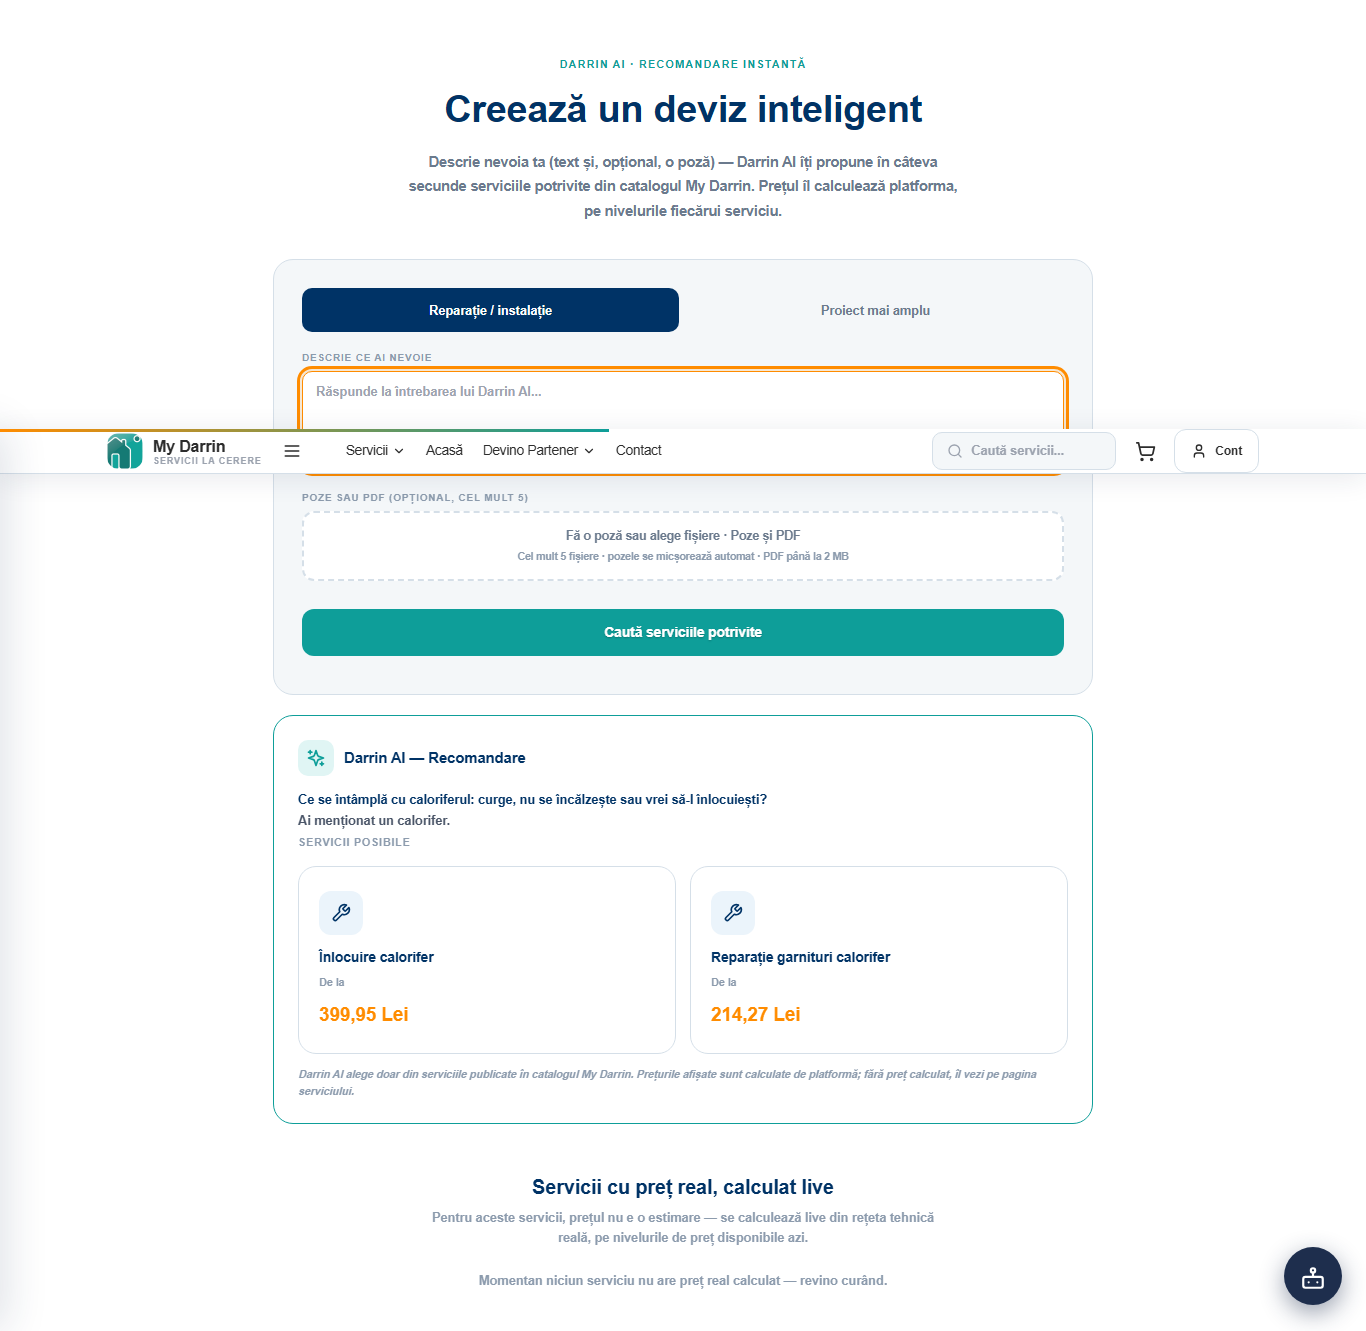 DARRIN AI · RECOMANDARE INSTANTĂ
Creează un deviz inteligent
Descrie nevoia ta (text și, opțional, o poză) — Darrin AI îți propune în câteva
secunde serviciile potrivite din catalogul My Darrin. Prețul îl calculează platforma,
pe nivelurile fiecărui serviciu.
Reparație / instalație
Proiect mai amplu
DESCRIE CE AI NEVOIE
Răspunde la întrebarea lui Darrin AI...
My Darrin
SERVICII LA CERERE
Servicii
Acasă
Devino Partener
Contact
Caută servicii...
Cont
POZE SAU PDF (OPȚIONAL, CEL MULT 5)
Fă o poză sau alege fișiere · Poze și PDF
Cel mult 5 fișiere · pozele se micșorează automat · PDF până la 2 MB
Caută serviciile potrivite
Darrin AI — Recomandare
Ce se întâmplă cu caloriferul: curge, nu se încălzește sau vrei să-l înlocuiești?
Ai menționat un calorifer.
SERVICII POSIBILE
Înlocuire calorifer
De la
399,95 Lei
Reparație garnituri calorifer
De la
214,27 Lei
Darrin AI alege doar din serviciile publicate în catalogul My Darrin. Prețurile afișate sunt calculate de platformă; fără preț calculat, îl vezi pe pagina
serviciului.
Servicii cu preț real, calculat live
Pentru aceste servicii, prețul nu e o estimare — se calculează live din rețeta tehnică
reală, pe nivelurile de preț disponibile azi.
Momentan niciun serviciu nu are preț real calculat — revino curând.